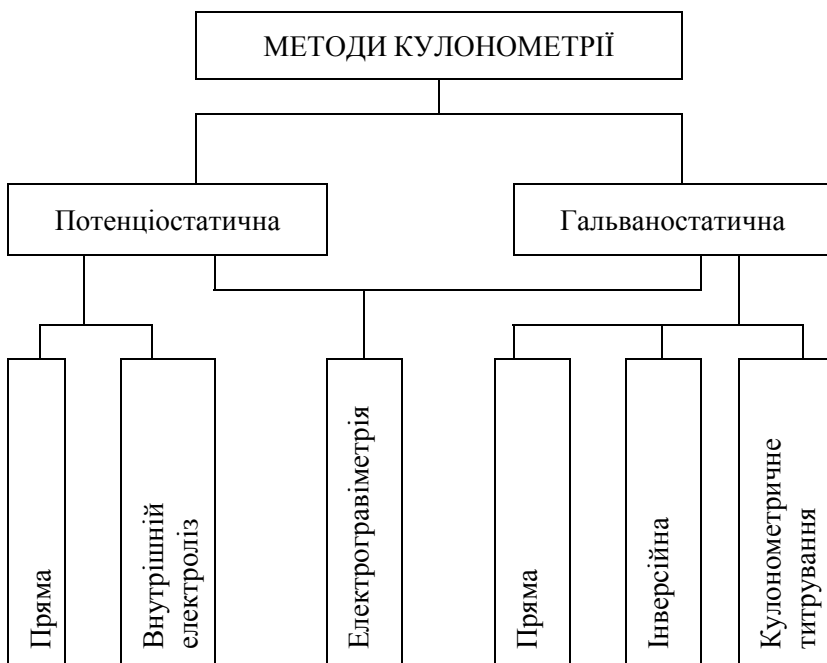 МЕТОДИ КУЛОНОМЕТРІЇ
Потенціостатична
Гальваностатична
Пряма
Внутрішній
електроліз
Електрогравіметрія
Пряма
Інверсійна
Кулонометричне
титрування